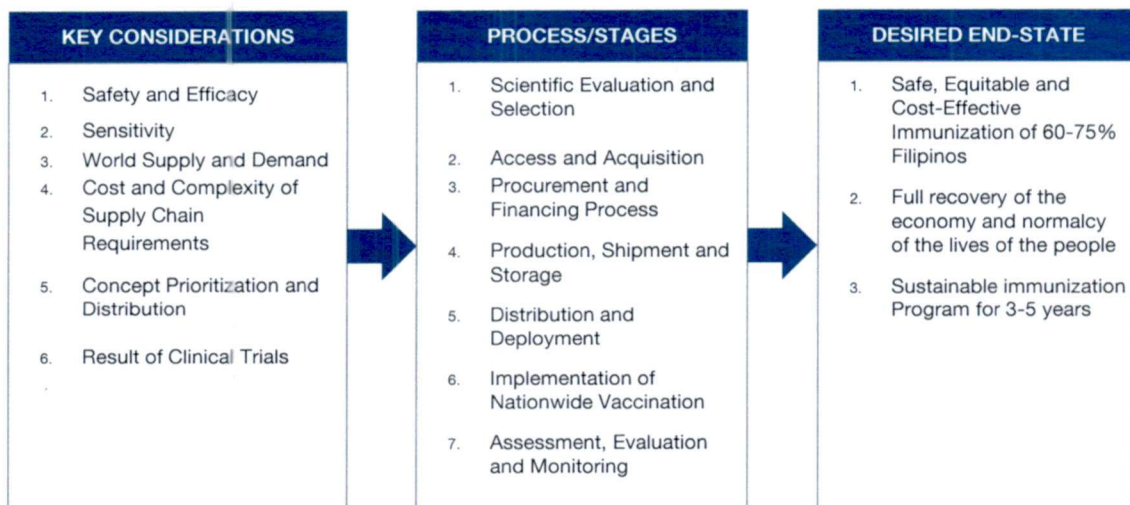 KEY CONSIDERATIONS
1. Safety and Efficacy
2. Sensitivity
3. World Supply and Demand
4. Cost and Complexity of
Supply Chain
Requirements
5. Concept Prioritization and
Distribution
6. Result of Clinical Trials
PROCESS/STAGES
1. Scientific Evaluation and
Selection
2. Access and Acquisition
3. Procurement and
Financing Process
4. Production, Shipment and
Storage
5. Distribution and
Deployment
6. Implementation of
Nationwide Vaccination
7. Assessment, Evaluation
and Monitoring
DESIRED END-STATE
1. Safe, Equitable and
Cost-Effective
Immunization of 60-75%
Filipinos
2. Full recovery of the
economy and normalcy
of the lives of the people
3. Sustainable immunization
Program for 3-5 years